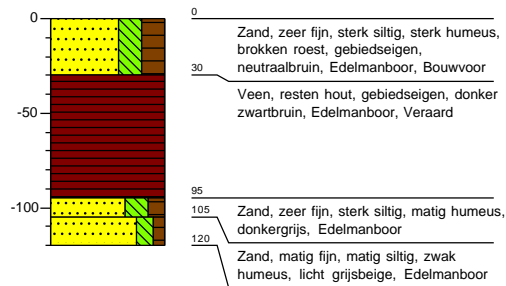 0
-50
-100
0
Zand, zeer fijn, sterk siltig, sterk humeus,
brokken roest, gebiedseigen,
neutraalbruin, Edelmanboor, Bouwvoor
30
Veen, resten hout, gebiedseigen, donker
zwartbruin, Edelmanboor, Veraard
95
Zand, zeer fijn, sterk siltig, matig humeus,
donkergrijs, Edelmanboor
105
Zand, matig fijn, matig siltig, zwak
humeus, licht grijsbeige, Edelmanboor
120